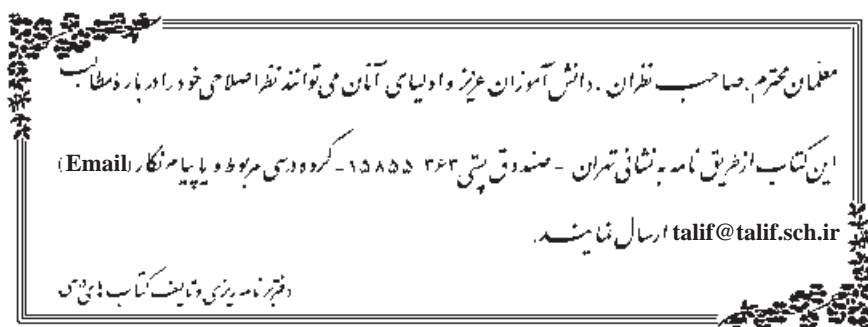 معلمان محترم، صاحب نظران، دانش آموزان عزیز و اولیای آنان می توانند نظر اصلاحی خود را در بارهٔ مطالب
این کتاب از طریق نامه به نشانی تهران - صندوق پستی ۳۶۳ ۱۵۸۵۵ - گروه درسی مربوط و یا پیام نگار (Email)
talif@talif.sch.ir ارسال نمایند.
دفتر برنامه ریزی و تألیف کتاب های درسی